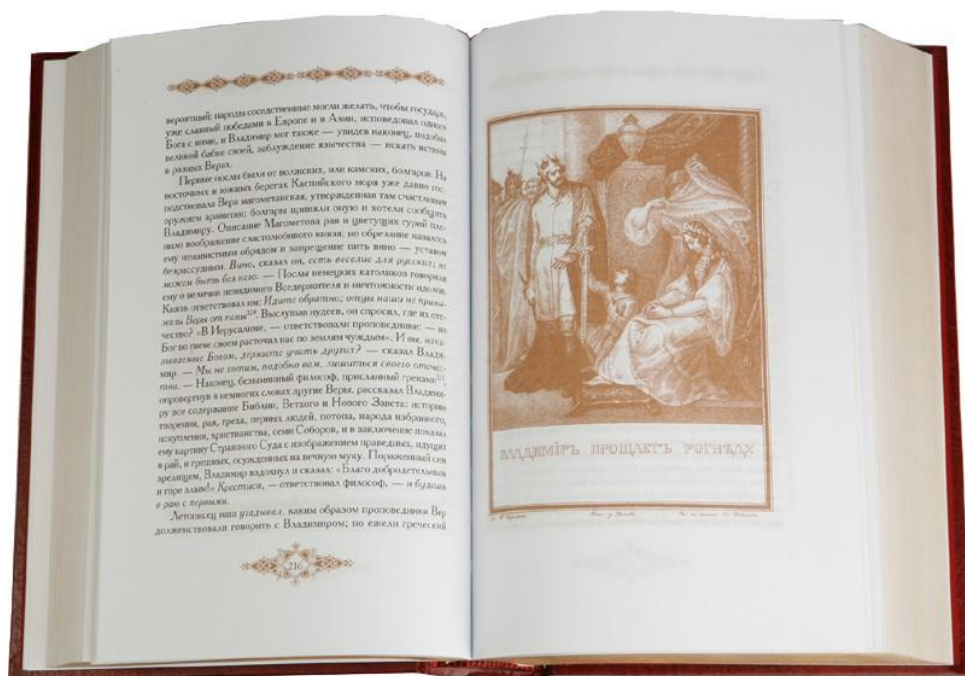 вероятный: народы соседственные могли желать, чтобы государь,
уже славный победами в Европе и в Азии, исповедовал одного
Бога с ними, и Владимир мог также — увидев наконец, подобно
великой бабке своей, заблуждение язычества — искать истины
в разных Верах.
Первые послы были от волжских, или камских, болгаров. На
восточных и южных берегах Каспийского моря уже давно гос-
подствовала Вера магометанская, утвержденная там счастливым
оружием аравитян: болгары приняли оную и хотели сообщить
Владимиру. Описание Магометова рая и цветущих гурий пле-
нило воображение сластолюбивого князя; но обрезание казалось
ему ненавистным обрядом и запрещение пить вино — уставом
безрассудным. Вино, сказал он, есть веселие для русских; не
можем быть без него. — Послы немецких католиков говорили
ему о величии невидимого Вседержителя и ничтожности идолов.
Князь ответствовал им: Идите обратно; отцы наши не прини-
мали Веры от папы. Выслушав иудеев, он спросил, где их оте-
чество? «В Иерусалиме, — ответствовали проповедники: — но
Бог во гневе своем расточил нас по землям чуждым». И вы, нака-
зываемые Богом, дерзаете учить других? — сказал Влади-
мир. — Мы не хотим, подобно вам, лишиться своего отече-
ства. — Наконец, безымянный философ, присланный греками,
опровергнув в немногих словах другие Веры, рассказал Владими-
ру все содержание Библии, Ветхого и Нового Завета: историю
творения, рая, греха, первых людей, потопа, народа избранного,
искупления, христианства, семи Соборов, и в заключение показал
ему картину Страшного Суда с изображением праведных, идущих
в рай, и грешных, осужденных на вечную муку. Пораженный сим
зрелищем, Владимир вздохнул и сказал: «Благо добродетельным
и горе злым!» Крестися, — ответствовал философ, — и будешь
в раю с первыми.
Летописец наш угадывал, каким образом проповедники Вер
долженствовали говорить с Владимиром; но ежели греческий
216
ВЛАДИМІРЪ ПРОЩАЕТЪ РОГНѢДУ